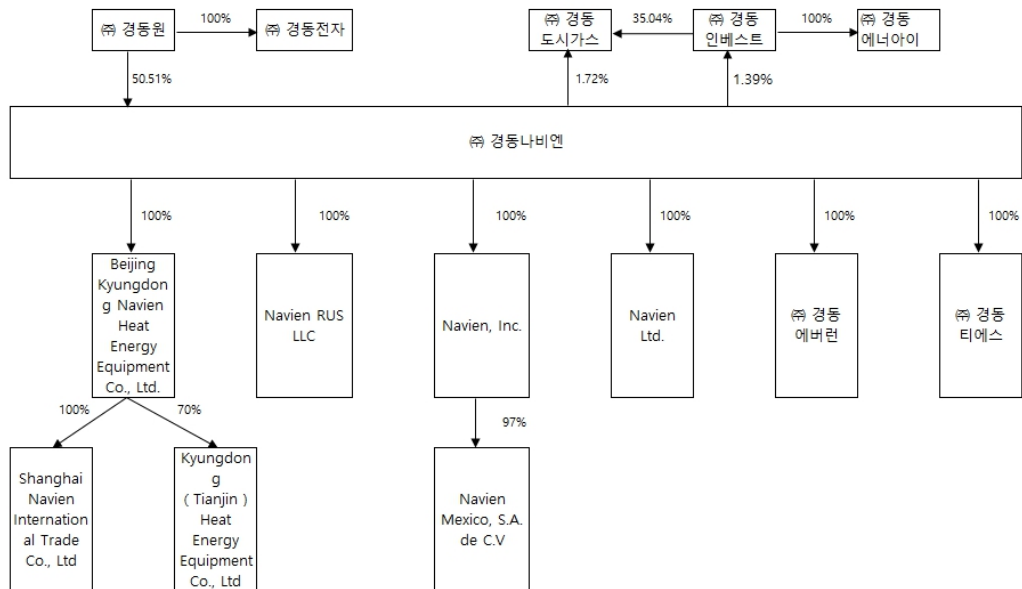 ㈜ 경동원
100%
㈜ 경동전자
㈜ 경동
도시가스
35.04%
㈜ 경동
인베스트
100%
㈜ 경동
에너아이
50.51%
1.72%
1.39%
㈜ 경동나비엔
100%
100%
100%
100%
100%
100%
Beijing
Kyungdon
g Navien
Heat
Energy
Equipment
Co., Ltd.
Navien RUS
LLC
Navien, Inc.
Navien
Ltd.
㈜ 경동
에버런
㈜ 경동
티에스
100%
70%
97%
Shanghai
Navien
Internation
al Trade
Co., Ltd
Kyungdon
g
( Tianjin )
Heat
Energy
Equipment
Co., Ltd
Navien
Mexico, S.A.
de C.V